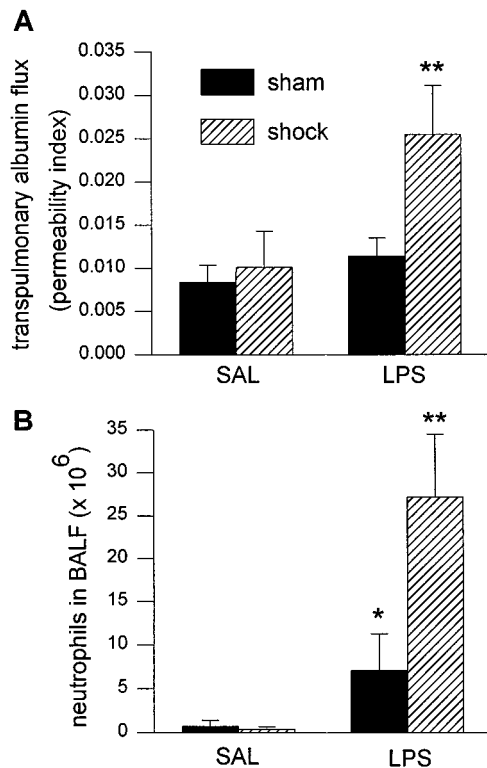 A
transpulmonary albumin flux
(permeability index)
0.035
0.030
0.025
0.020
0.015
0.010
0.005
0.000
sham
shock
**
SAL
LPS
B
neutrophils in BALF (x 10^6)
35
30
25
20
15
10
5
0
*
**
SAL
LPS